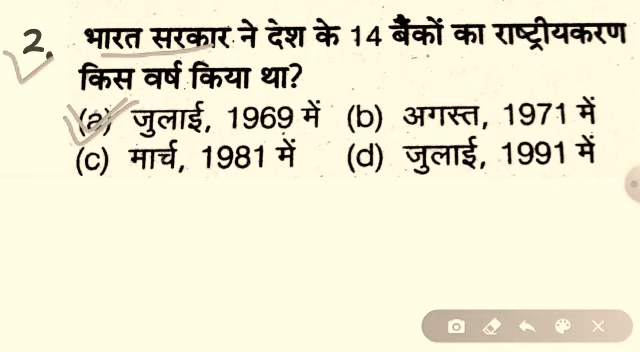 2. भारत सरकार ने देश के 14 बैंकों का राष्ट्रीयकरण
किस वर्ष किया था?
(a) जुलाई, 1969 में (b) अगस्त, 1971 में
(c) मार्च, 1981 में (d) जुलाई, 1991 में